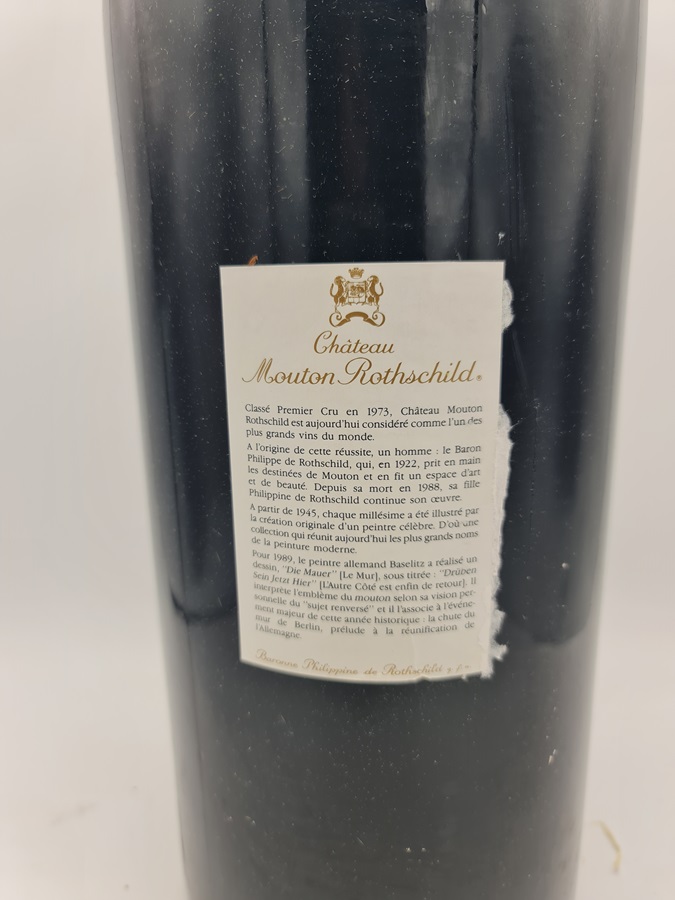 Château
Mouton Rothschild®
Classé Premier Cru en 1973, Château Mouton
Rothschild est aujourd'hui considéré comme l'un des
plus grands vins du monde.
A l'origine de cette réussite, un homme : le Baron
Philippe de Rothschild, qui, en 1922, prit en main
les destinées de Mouton et en fit un espace d'art
et de beauté. Depuis sa mort en 1988, sa fille
Philippine de Rothschild continue son œuvre.
A partir de 1945, chaque millésime a été illustré par
la création originale d'un peintre célèbre. D'où une
collection qui réunit aujourd'hui les plus grands noms
de la peinture moderne.
Pour 1989, le peintre allemand Baselitz a réalisé un
dessin, "Die Mauer" [Le Mur], sous titrée : "Drüben
Sein Jetzt Hier" [L'Autre Côté est enfin de retour]. Il
interprète l'emblème du mouton selon sa vision per-
sonnelle du "sujet renversé" et il l'associe à l'événe-
ment majeur de cette année historique : la chute du
mur de Berlin, prélude à la réunification de
l'Allemagne.
Baronne Philippine de Rothschild